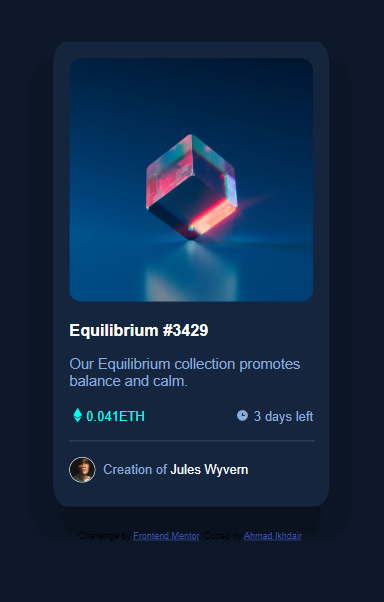 Equilibrium #3429
Our Equilibrium collection promotes
balance and calm.
0.041ETH
3 days left
Creation of Jules Wyvern
Challenge by Frontend Mentor. Coded by Ahmad Ikhdair.